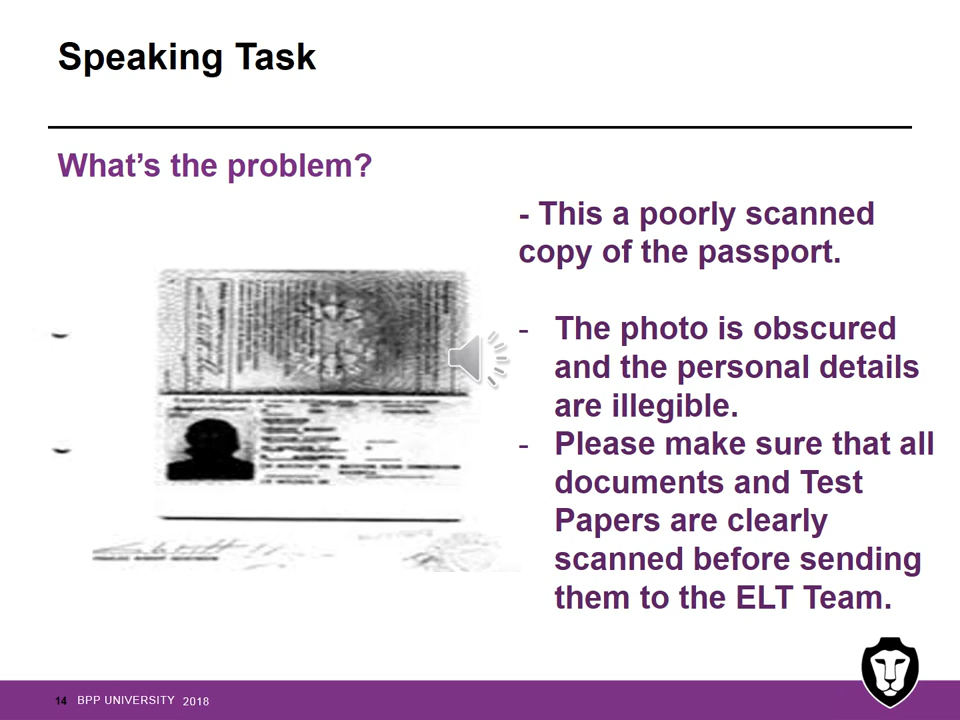 Speaking Task
What’s the problem?
- This a poorly scanned
copy of the passport.
- The photo is obscured
and the personal details
are illegible.
- Please make sure that all
documents and Test
Papers are clearly
scanned before sending
them to the ELT Team.
14 BPP UNIVERSITY 2018